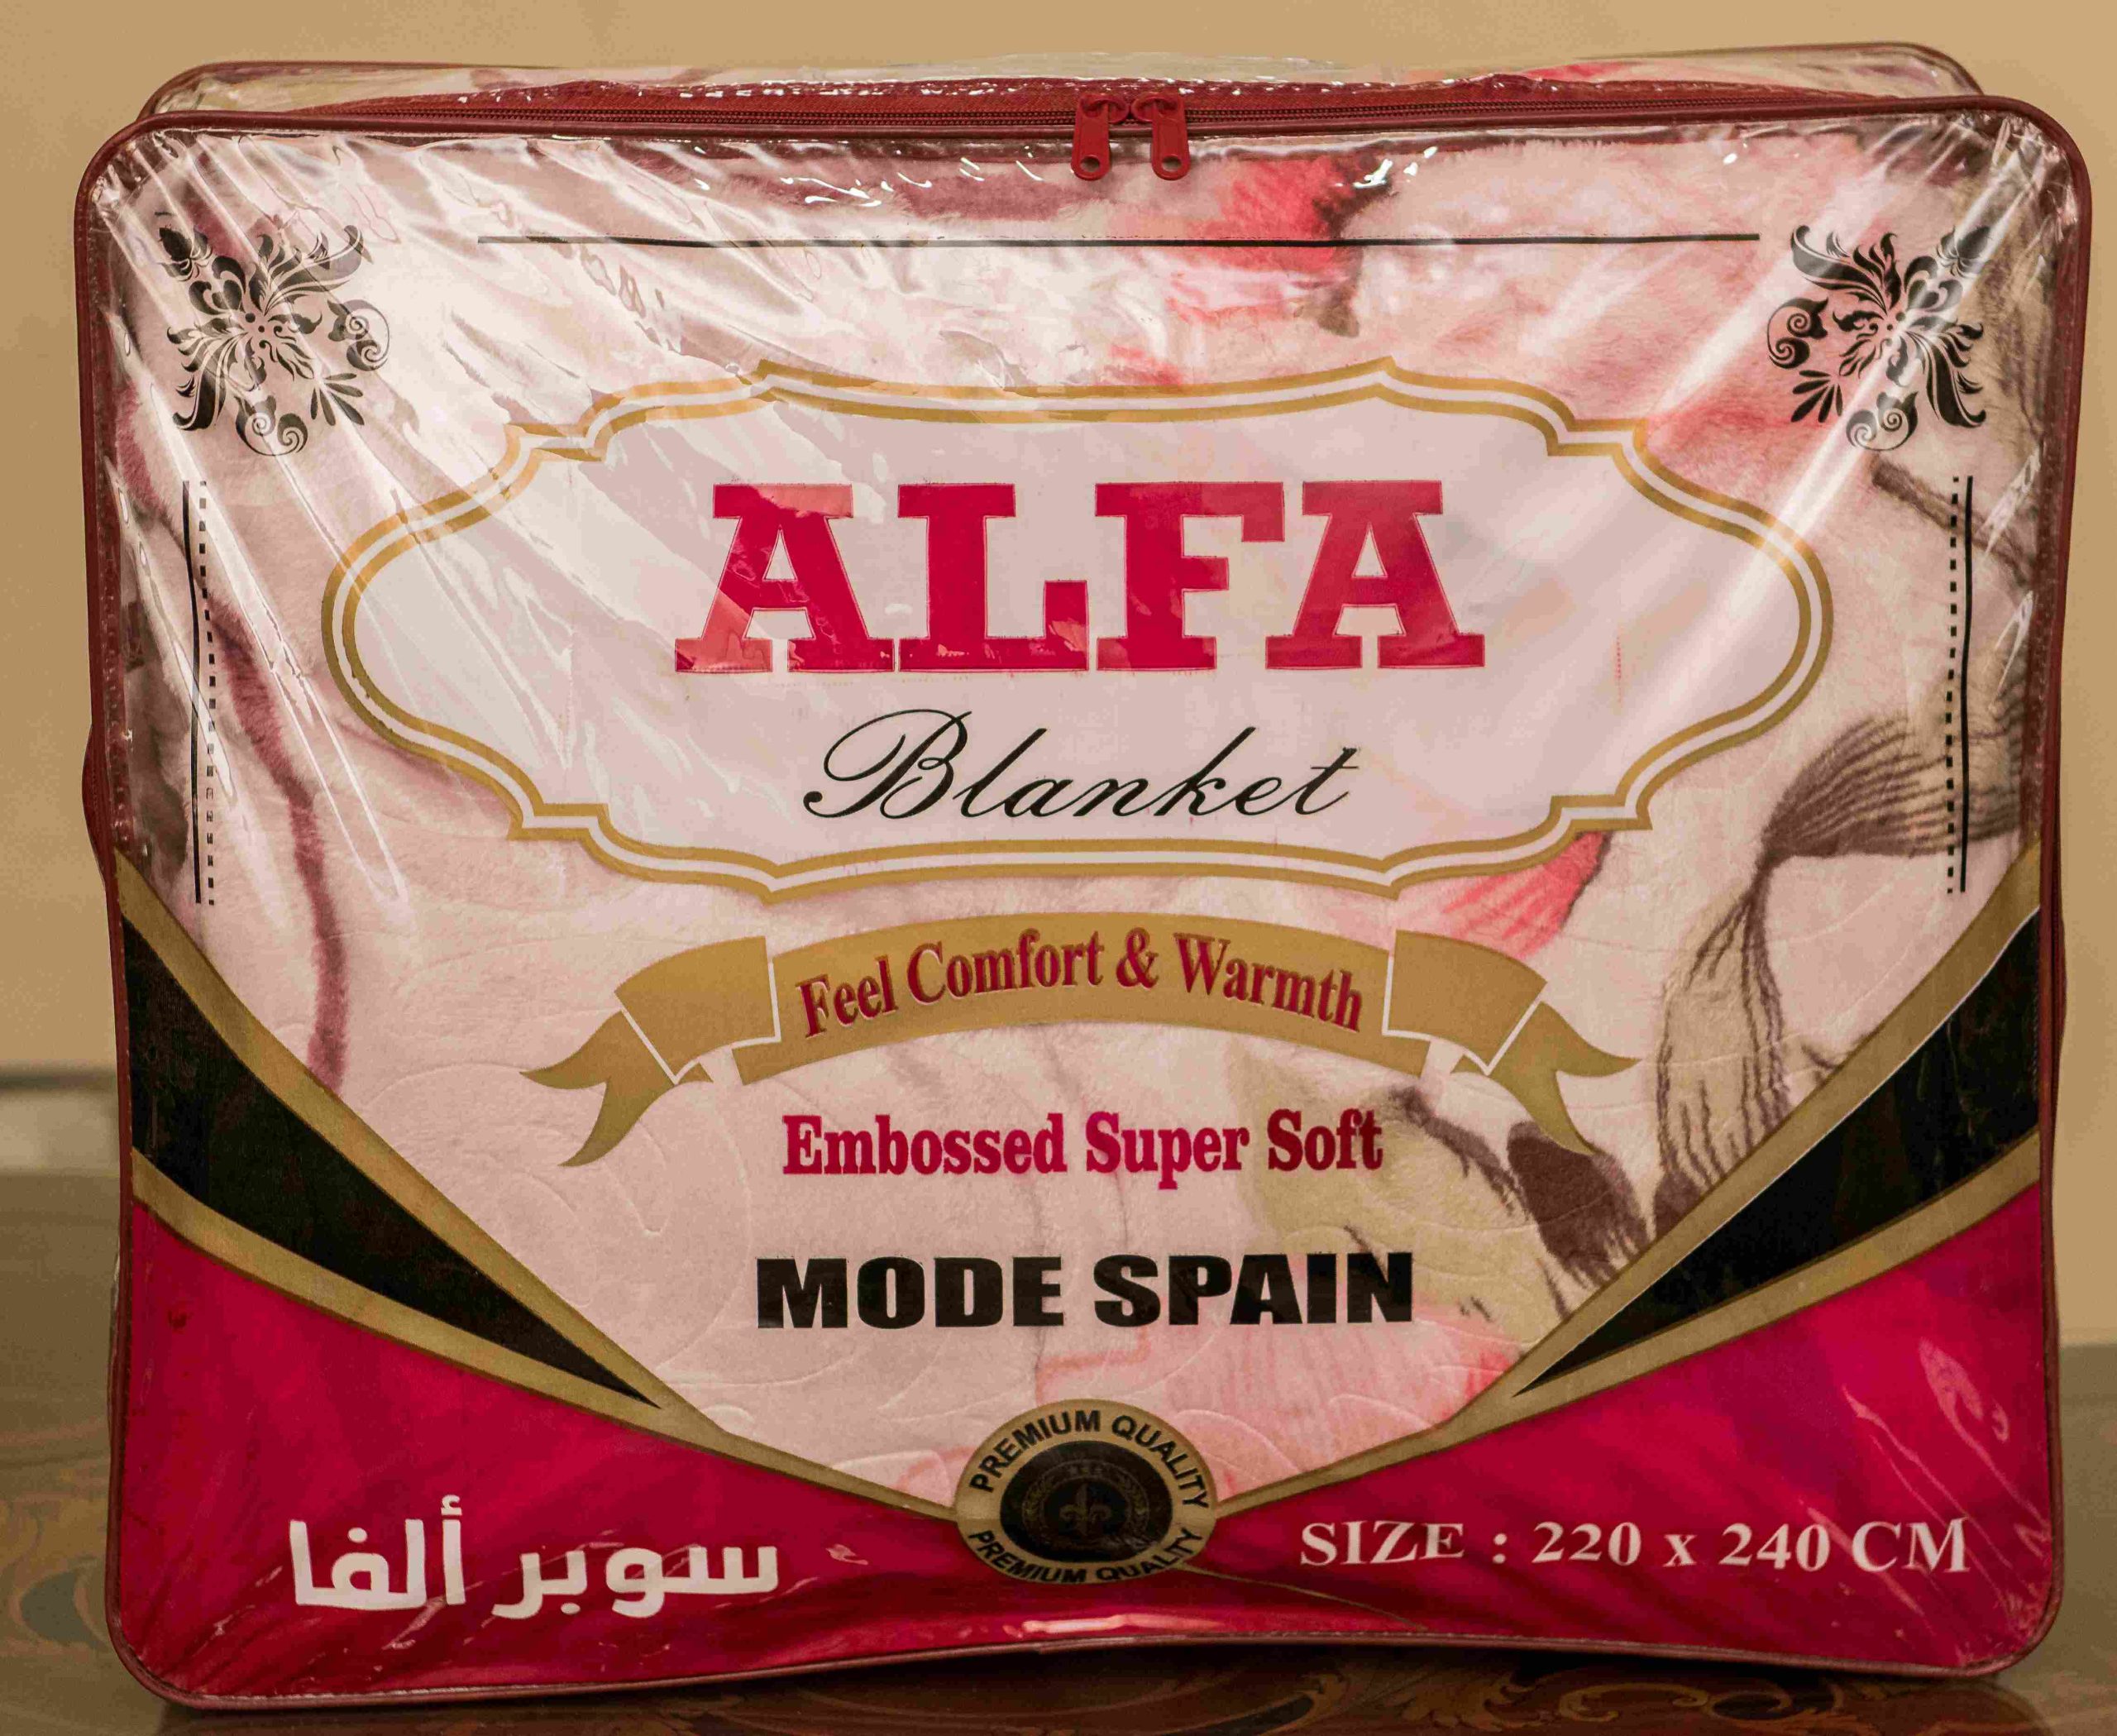 ALFA
Blanket
Feel Comfort & Warmth
Embossed Super Soft
MODE SPAIN
PREMIUM QUALITY
PREMIUM QUALITY
سوبر ألفا
SIZE : 220 x 240 CM